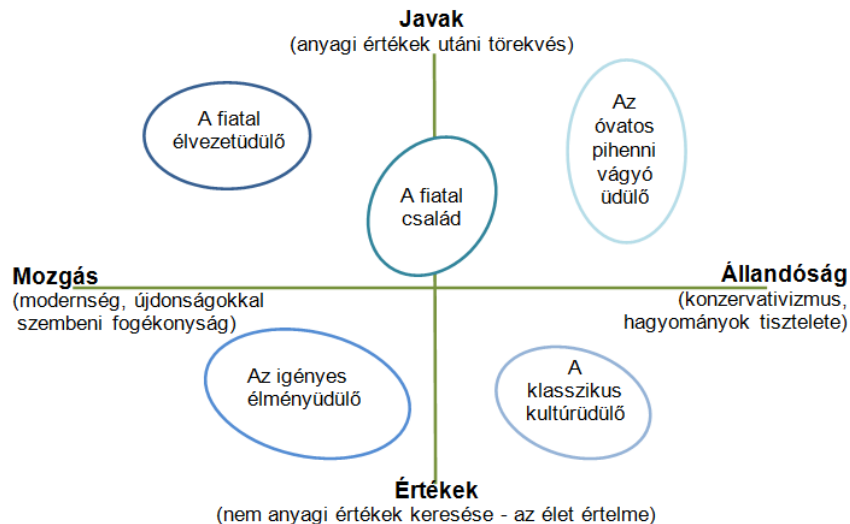 Javak
(anyagi értékek utáni törekvés)
A fiatal
élvezetüdülő
Az
óvatos
pihenni
vágyó
üdülő
A fiatal
család
Mozgás
(modernség, újdonságokkal
szembeni fogékonyság)
Állandóság
(konzervativizmus,
hagyományok tisztelete)
Az igényes
élményüdülő
A
klasszikus
kultúrüdülő
Értékek
(nem anyagi értékek keresése - az élet értelme)